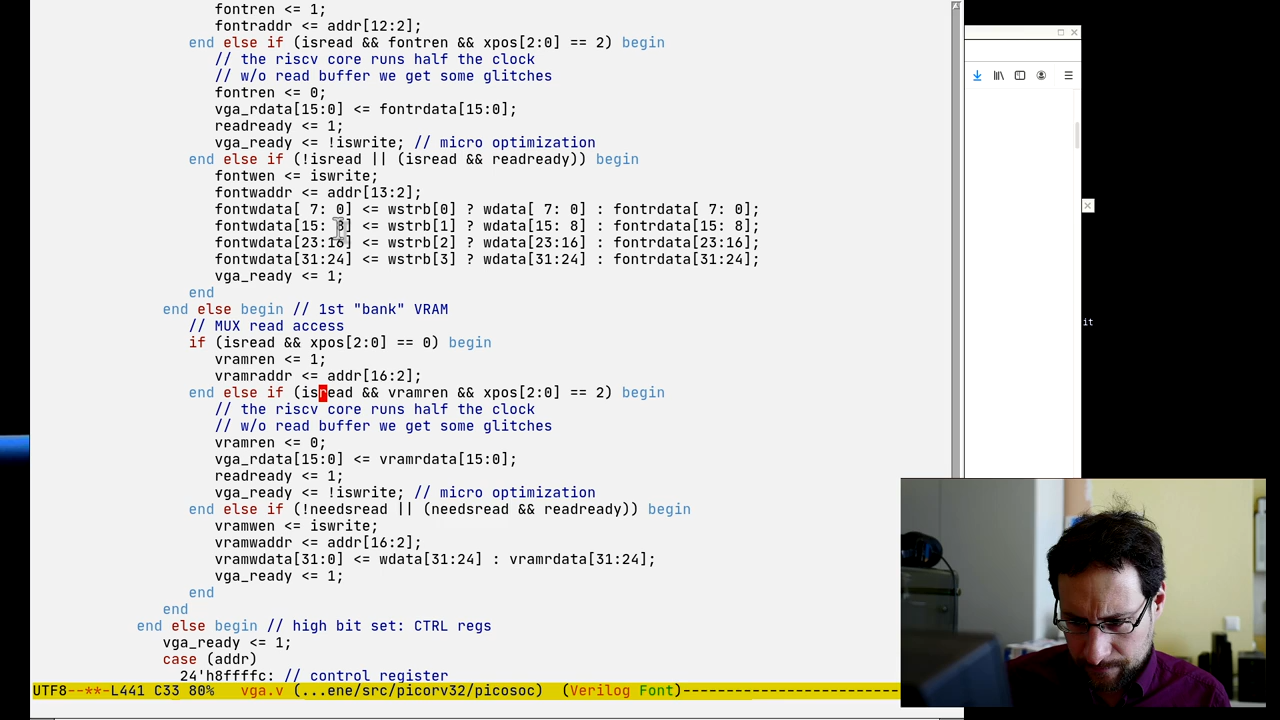 fontren <= 1;
fontraddr <= addr[12:2];
end else if (isread && fontren && xpos[2:0] == 2) begin
// the riscv core runs half the clock
// w/o read buffer we get some glitches
fontren <= 0;
vga_rdata[15:0] <= fontrdata[15:0];
readready <= 1;
vga_ready <= !iswrite; // micro optimization
end else if (!isread || (isread && readready)) begin
fontwen <= iswrite;
fontwaddr <= addr[13:2];
fontwdata[ 7: 0] <= wstrb[0] ? wdata[ 7: 0] : fontrdata[ 7: 0];
fontwdata[15: 8] <= wstrb[1] ? wdata[15: 8] : fontrdata[15: 8];
fontwdata[23:16] <= wstrb[2] ? wdata[23:16] : fontrdata[23:16];
fontwdata[31:24] <= wstrb[3] ? wdata[31:24] : fontrdata[31:24];
vga_ready <= 1;
end
end else begin // 1st "bank" VRAM
// MUX read access
if (isread && xpos[2:0] == 0) begin
vramren <= 1;
vramraddr <= addr[16:2];
end else if (isread && vramren && xpos[2:0] == 2) begin
// the riscv core runs half the clock
// w/o read buffer we get some glitches
vramren <= 0;
vga_rdata[15:0] <= vramrdata[15:0];
readready <= 1;
vga_ready <= !iswrite; // micro optimization
end else if (!needsread || (needsread && readready)) begin
vramwen <= iswrite;
vramwaddr <= addr[16:2];
vramwdata[31:0] <= wdata[31:24] : vramrdata[31:24];
vga_ready <= 1;
end
end
end else begin // high bit set: CTRL regs
vga_ready <= 1;
case (addr)
24'h8ffffc: // control register
UTF8--**-L441 C33 80% vga.v (...ene/src/picorv32/picosoc) (Verilog Font)-------------------------
it